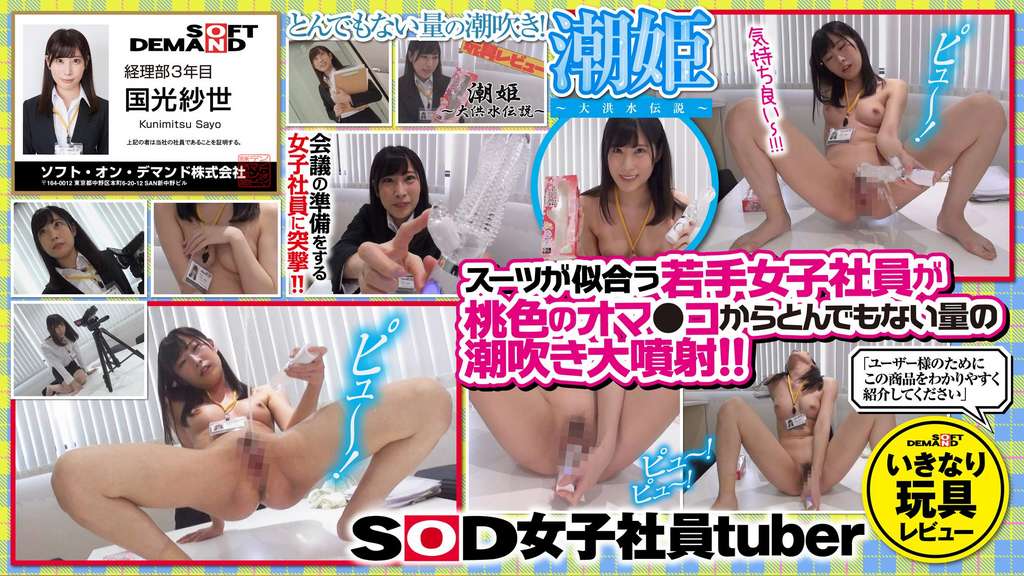 SOFT
ON
DEMAND
経理部3年目
国光紗世
Kunimitsu Sayo
上記の者は当社の社員であることを証明する。
ソフト・オン・デマンド株式会社
〒164-0012 東京都中野区本町6-20-12 SAN新中野ビル
とんでもない量の潮吹き!
玩具レビュー
潮姫
～大洪水伝説～
潮姫
～大洪水伝説～
会議の準備をする
女子社員に突撃!!
気持ち良い～!!!
ピュ～!
スーツが似合う若手女子社員が
桃色のオマ●コからとんでもない量の
潮吹き大噴射!!
ピュ～!
ピュ～!
ピュ～!
「ユーザー様のために
この商品をわかりやすく
紹介してください」
SOFT
ON
DEMAND
いきなり
玩具
レビュー
SOD女子社員tuber